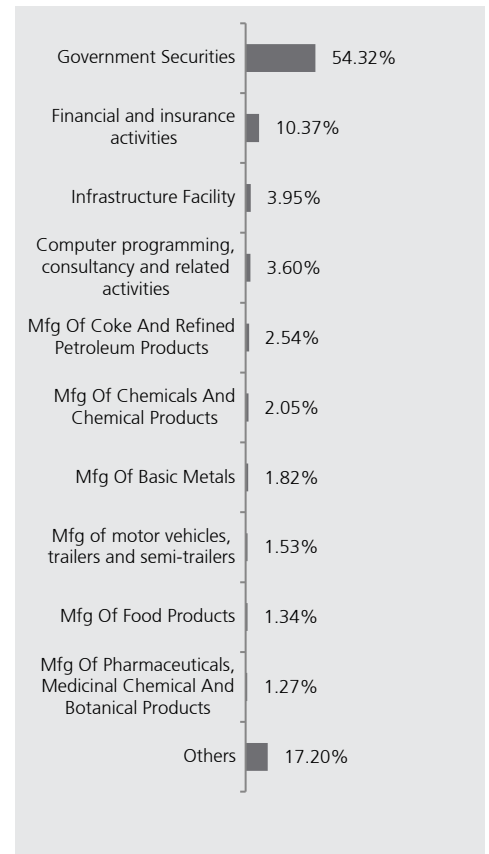 Government Securities 54.32%
Financial and insurance
activities 10.37%
Infrastructure Facility 3.95%
Computer programming,
consultancy and related 3.60%
activities
Mfg Of Coke And Refined
Petroleum Products 2.54%
Mfg Of Chemicals And
Chemical Products 2.05%
Mfg Of Basic Metals 1.82%
Mfg of motor vehicles,
trailers and semi-trailers 1.53%
Mfg Of Food Products 1.34%
Mfg Of Pharmaceuticals,
Medicinal Chemical And 1.27%
Botanical Products
Others 17.20%